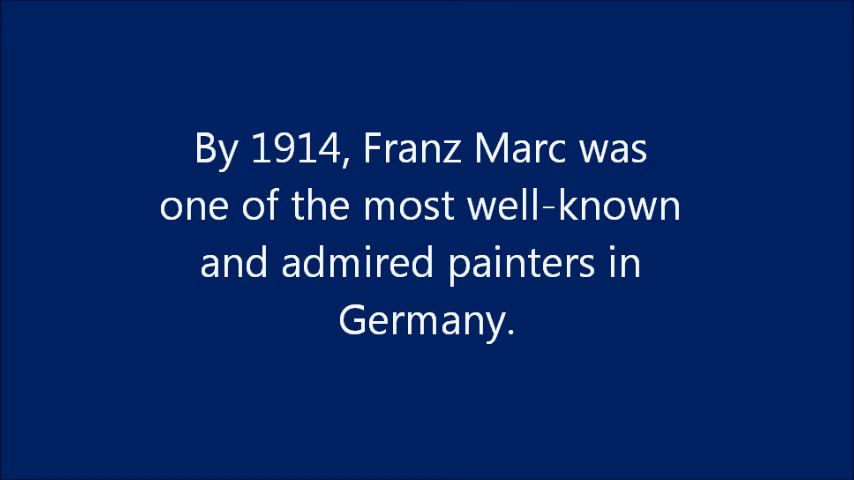 By 1914, Franz Marc was
one of the most well-known
and admired painters in
Germany.